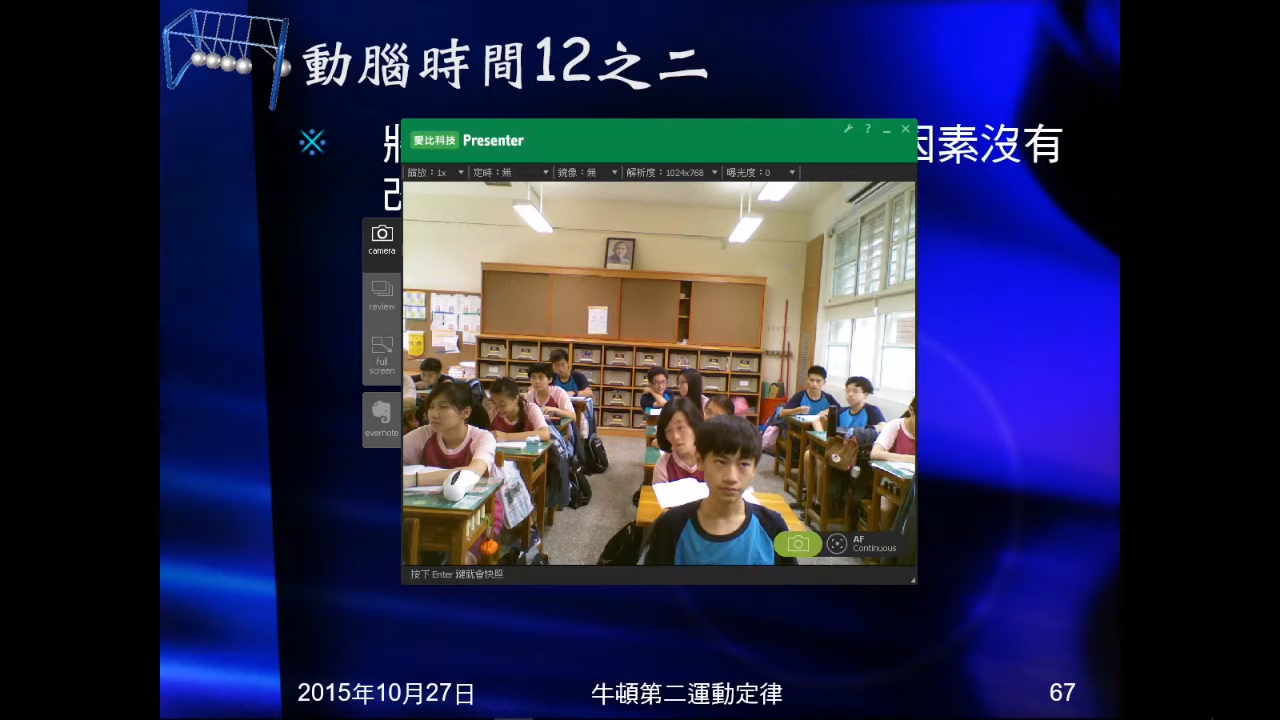 動腦時間12之二
※ 將
因素沒有
改
愛比科技 Presenter
縮放：1x 定時：無 鏡像：無 解析度：1024x768 曝光度：0
camera
review
full
screen
evernote
AF
Continuous
按下 Enter 鍵就會快照
2015年10月27日 牛頓第二運動定律 67